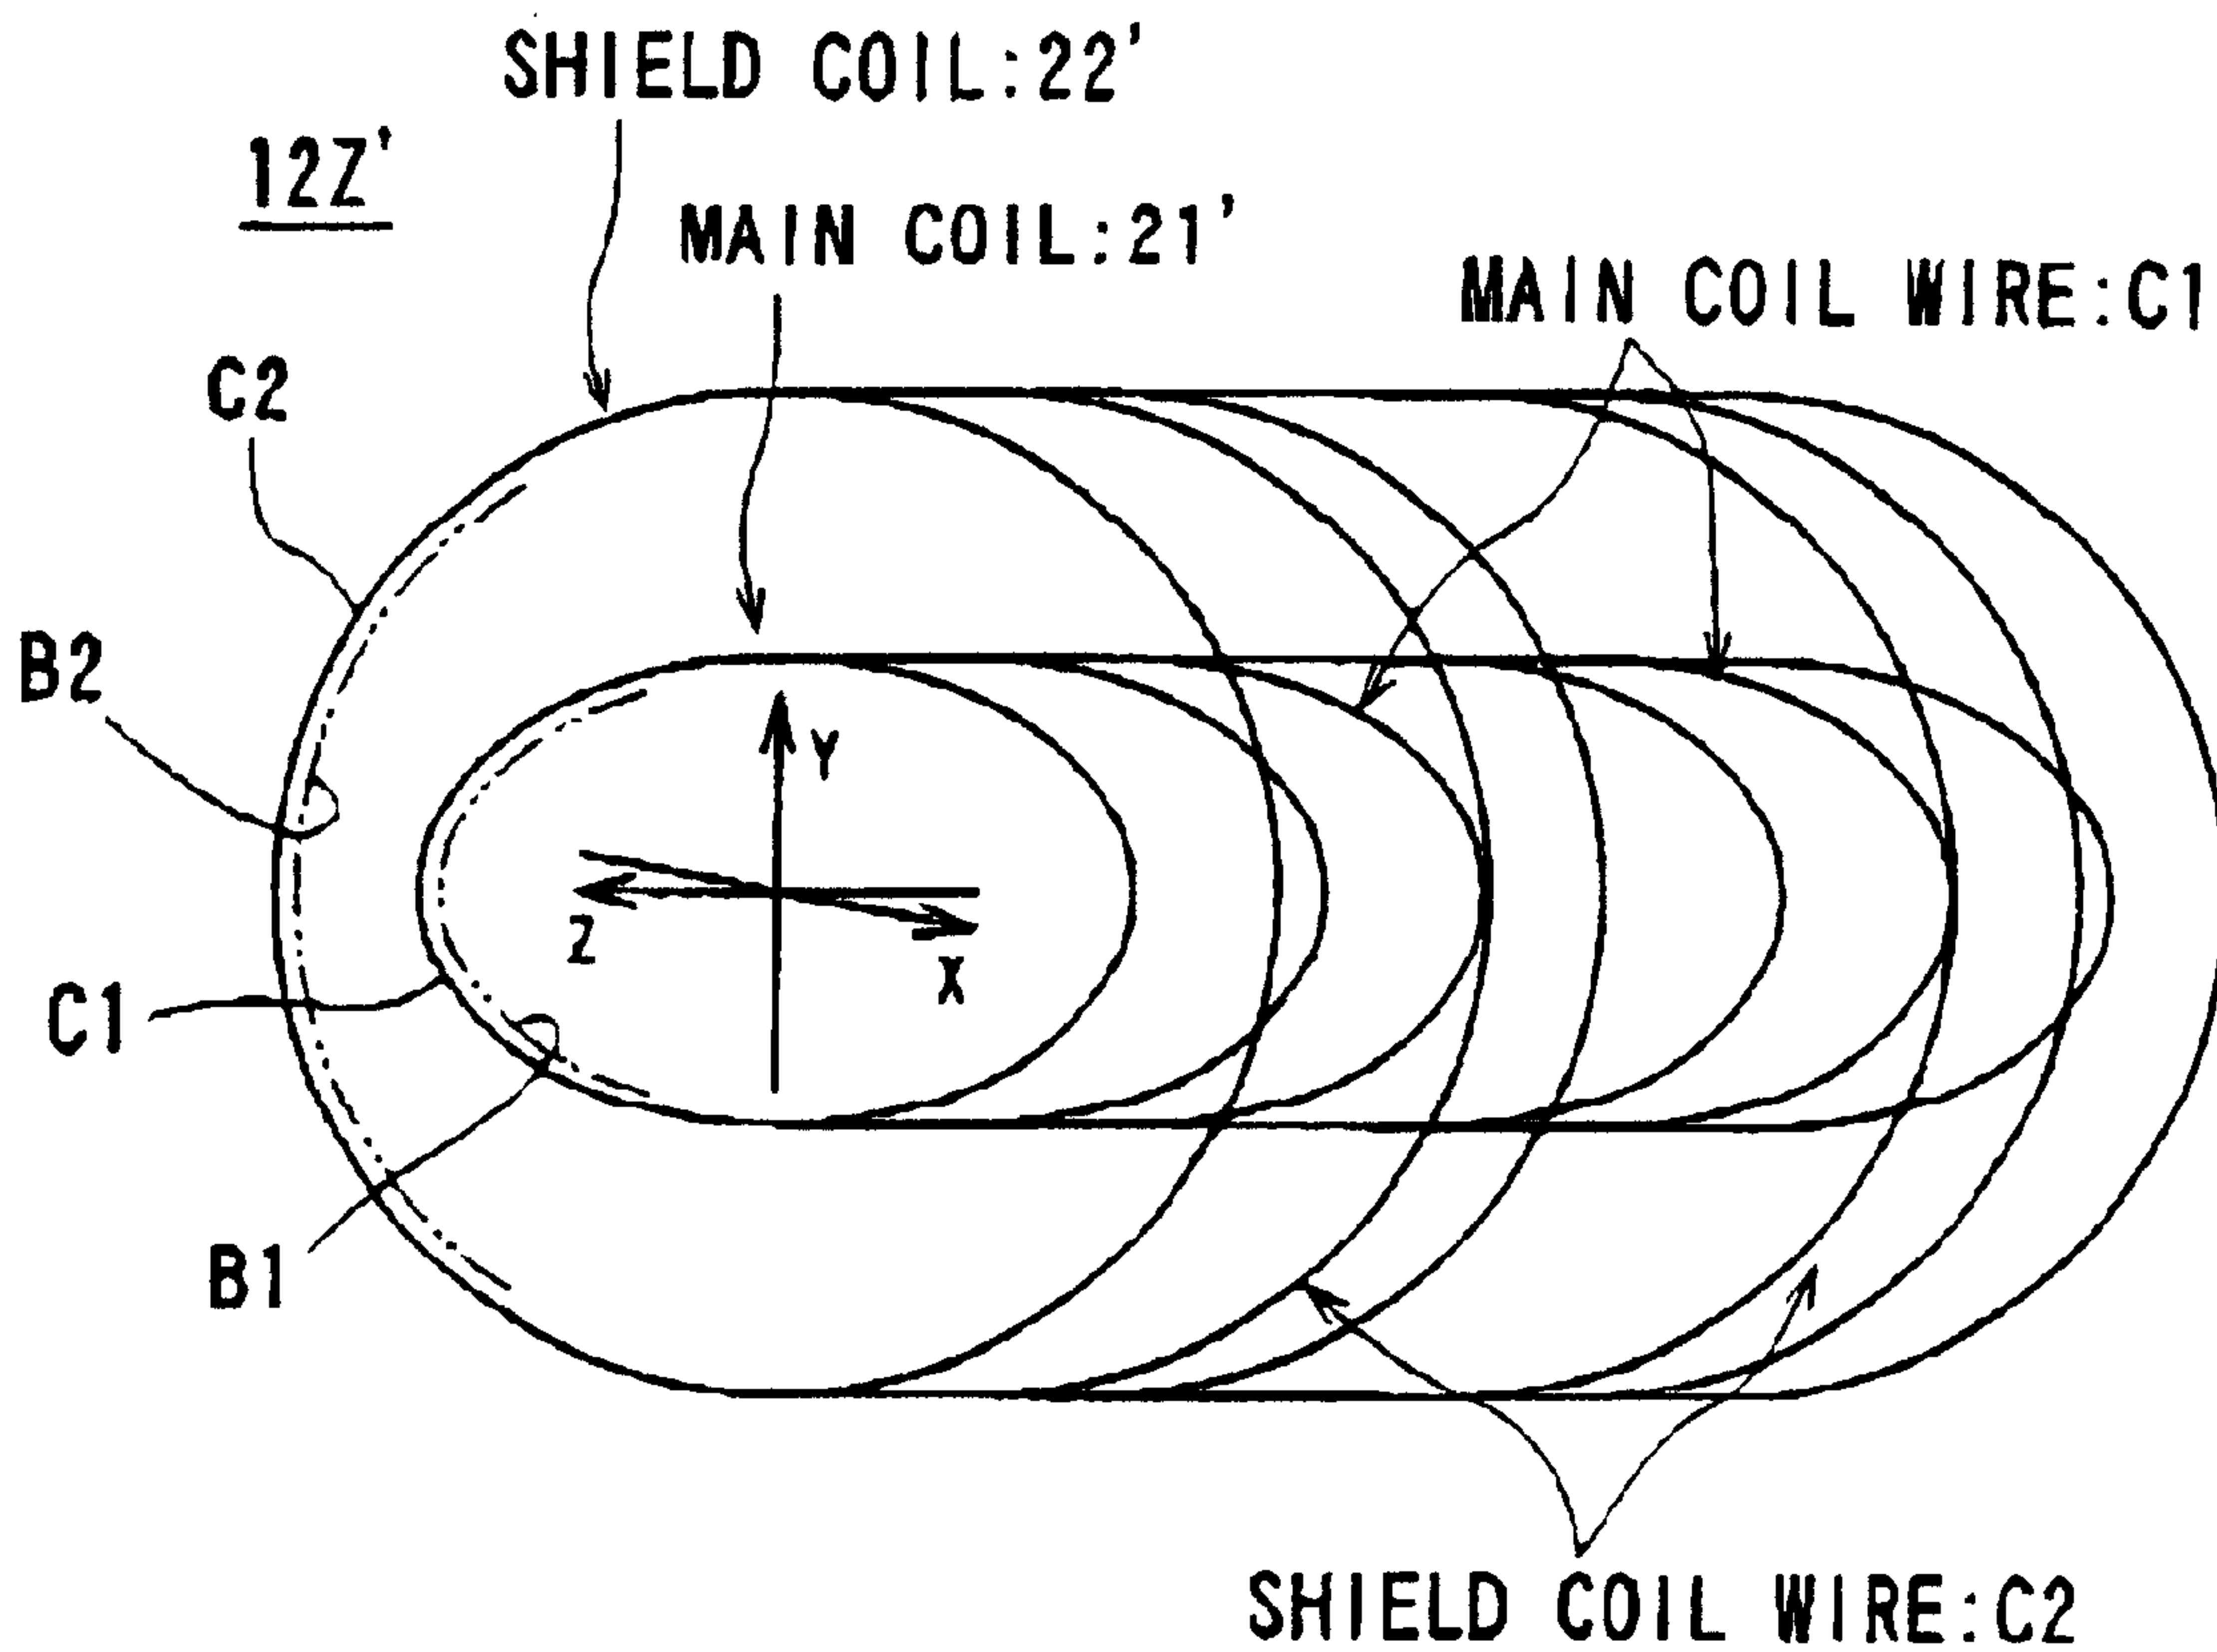 SHIELD COIL:22'
12Z'
MAIN COIL:21'
MAIN COIL WIRE:C1
C2
B2
Y
Z
X
C1
B1
SHIELD COIL WIRE:C2